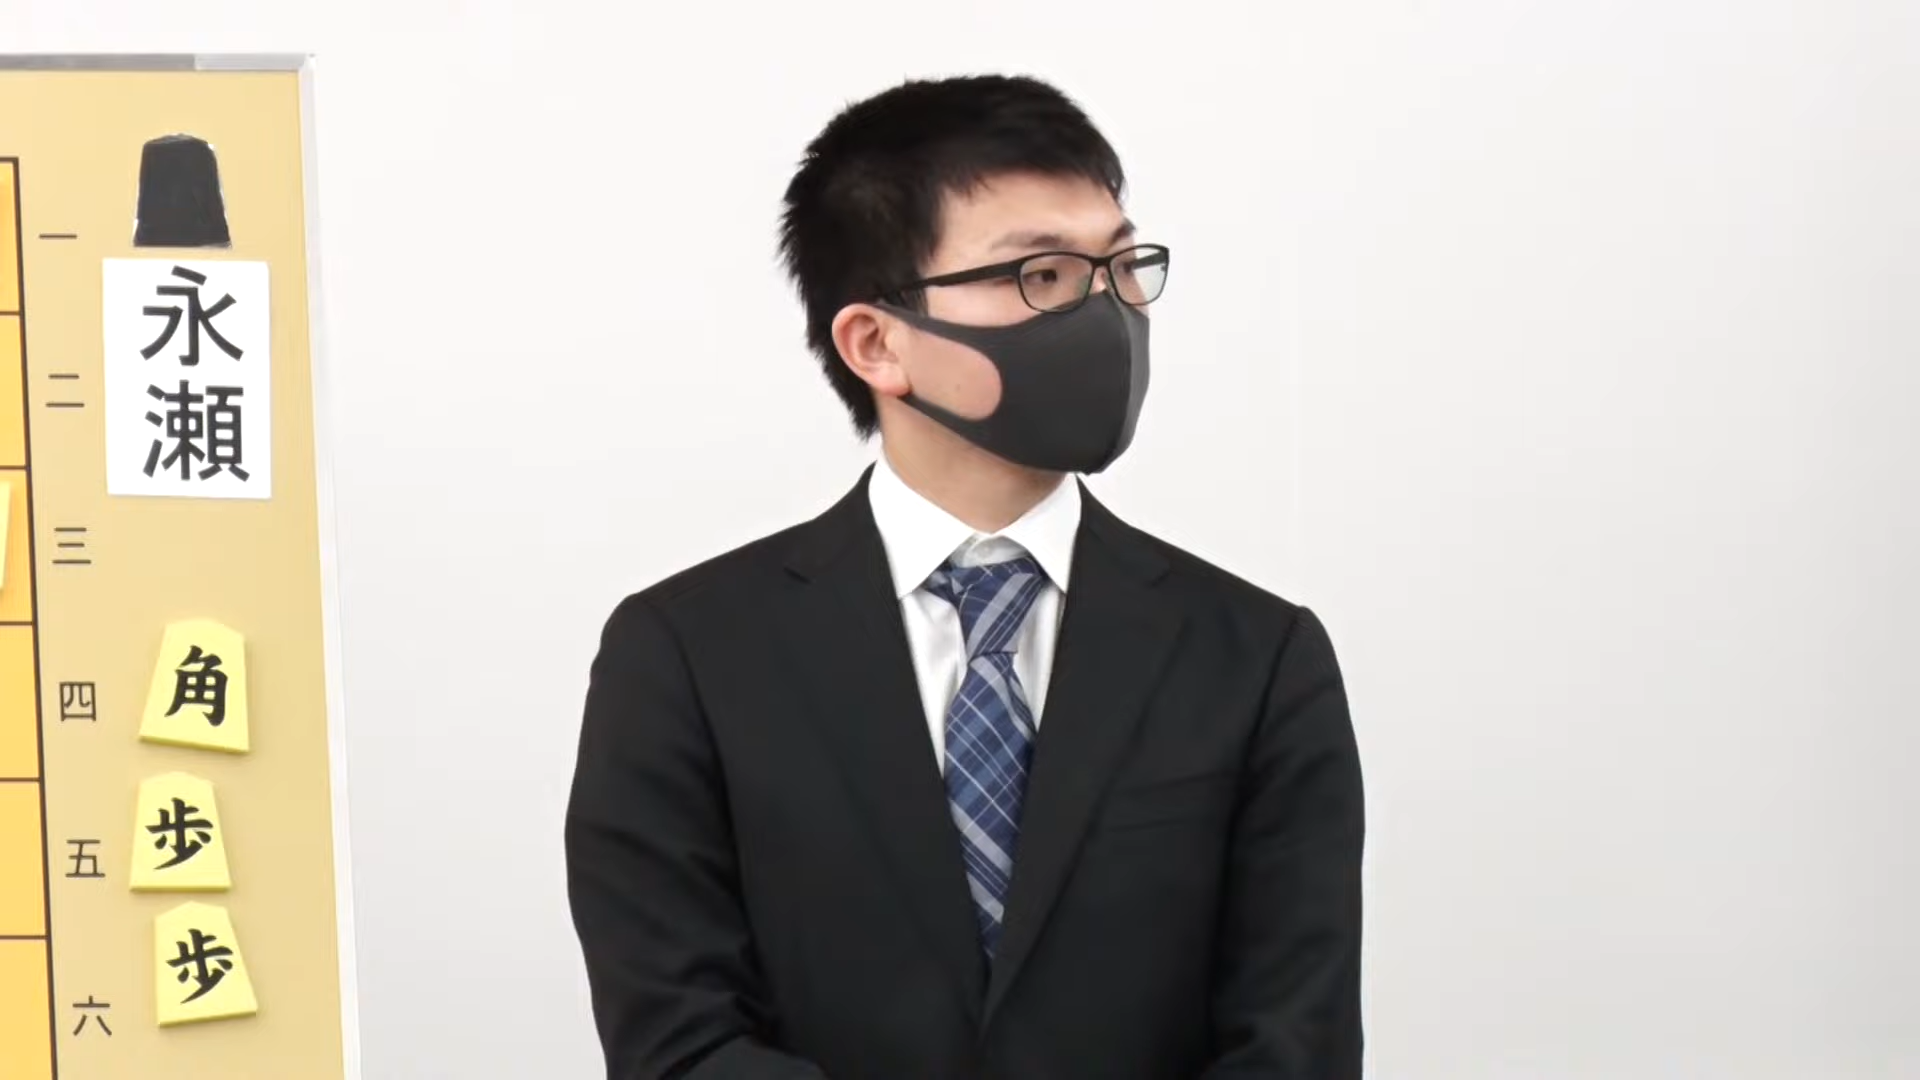 一
二
三
四
五
六
永瀬
角
歩
歩